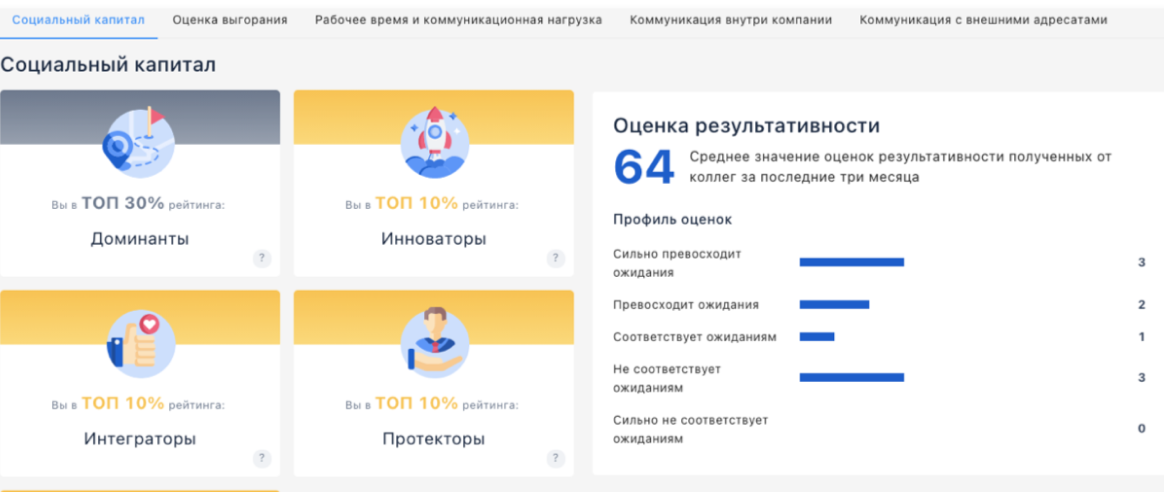 Социальный капитал
Оценка выгорания
Рабочее время и коммуникационная нагрузка
Коммуникация внутри компании
Коммуникация с внешними адресатами
Социальный капитал
Вы в ТОП 30% рейтинга:
Доминанты
?
Вы в ТОП 10% рейтинга:
Инноваторы
?
Вы в ТОП 10% рейтинга:
Интеграторы
?
Вы в ТОП 10% рейтинга:
Протекторы
?
Оценка результативности
64
Среднее значение оценок результативности полученных от
коллег за последние три месяца
Профиль оценок
Сильно превосходит
ожидания
3
Превосходит ожидания
2
Соответствует ожиданиям
1
Не соответствует
ожиданиям
3
Сильно не соответствует
ожиданиям
0